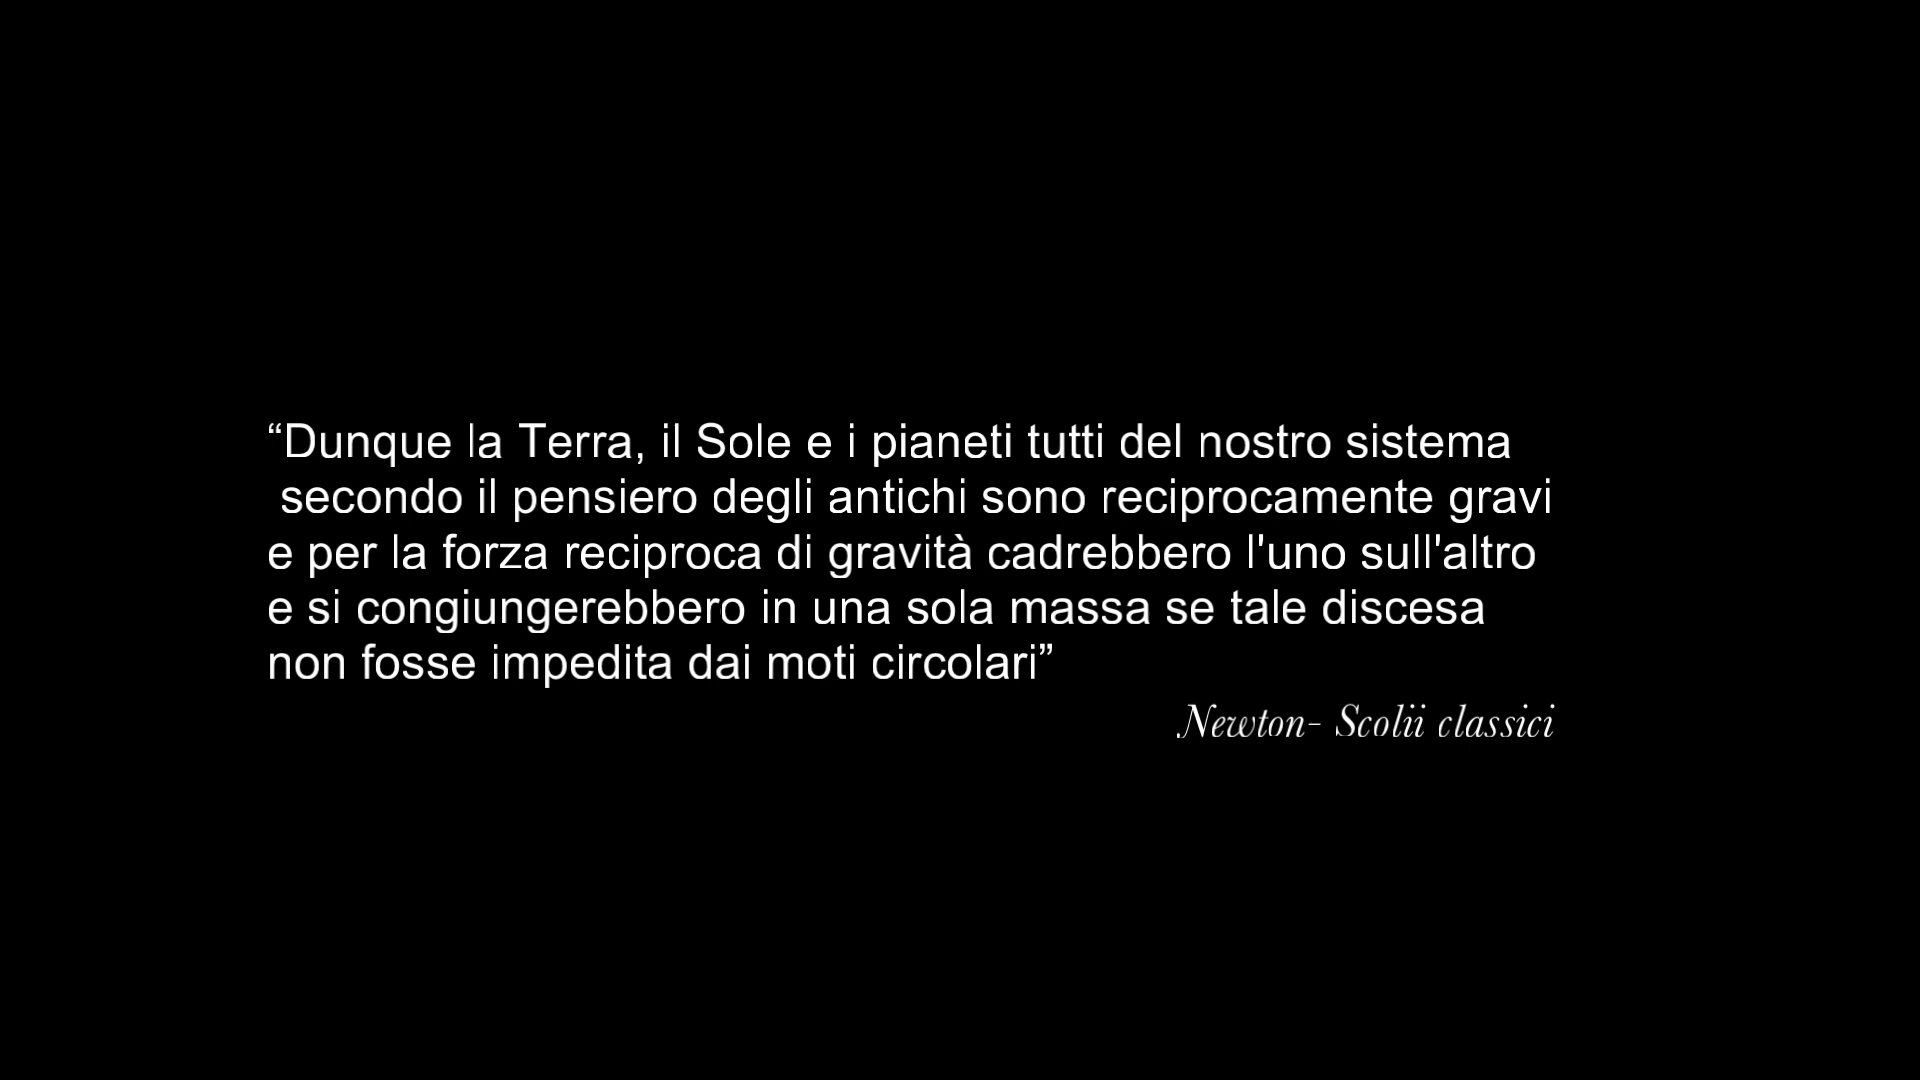 “Dunque la Terra, il Sole e i pianeti tutti del nostro sistema
secondo il pensiero degli antichi sono reciprocamente gravi
e per la forza reciproca di gravità cadrebbero l'uno sull'altro
e si congiungerebbero in una sola massa se tale discesa
non fosse impedita dai moti circolari”
Newton- Scolii classici